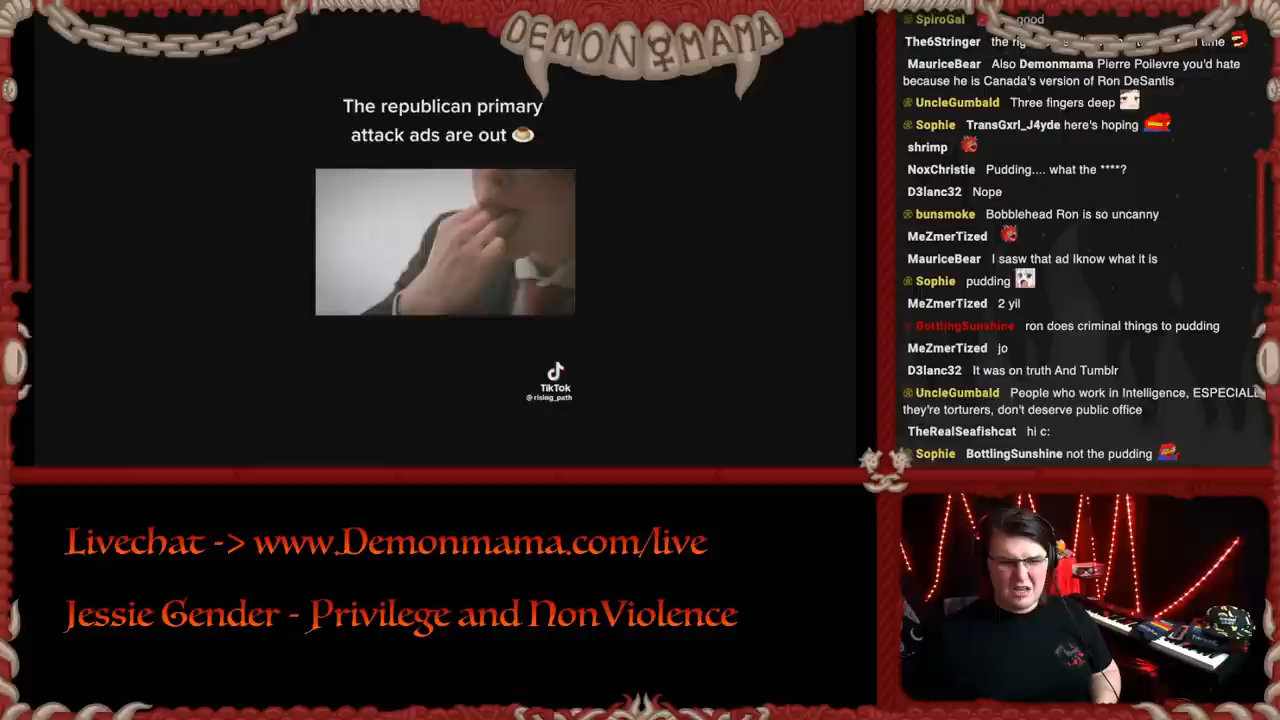 DEMON MAMA
The republican primary
attack ads are out
TikTok
@rising_path
SpiroGal good
The6Stringer the
MauriceBear Also Demonmama Pierre Poilevre you'd hate
because he is Canada's version of Ron DeSantis
UncleGumbald Three fingers deep
Sophie TransGxrl_J4yde here's hoping
shrimp
NoxChristie Pudding.... what the ****?
D3lanc32 Nope
bunsmoke Bobblehead Ron is so uncanny
MeZmerTized
MauriceBear I sasw that ad Iknow what it is
Sophie pudding
MeZmerTized 2 yil
BottlingSunshine ron does criminal things to pudding
MeZmerTized jo
D3lanc32 It was on truth And Tumblr
UncleGumbald People who work in Intelligence, ESPECIALL
they're torturers, don't deserve public office
TheRealSeafishcat hi c:
Sophie BottlingSunshine not the pudding
Livechat -> www.Demonmama.com/live
Jessie Gender - Privilege and NonViolence